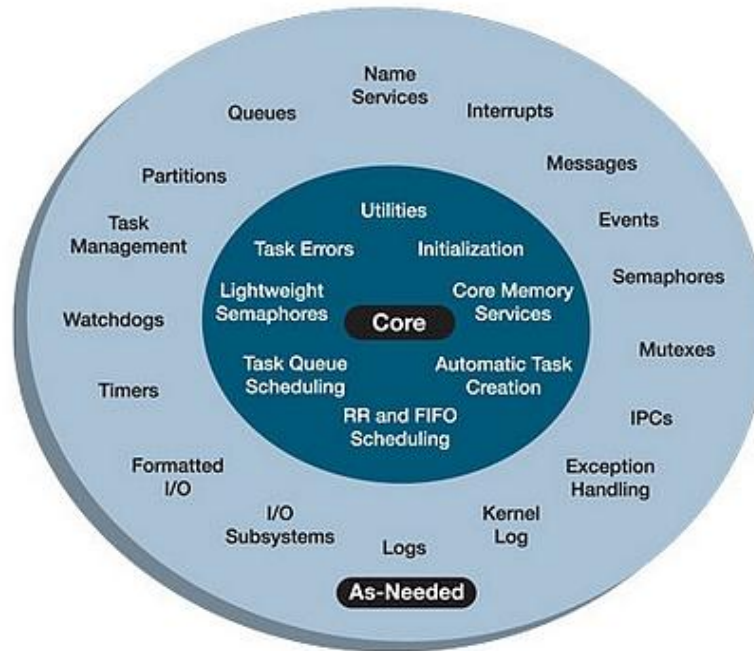 Name
Services
Queues
Interrupts
Partitions
Messages
Task
Management
Events
Semaphores
Watchdogs
Mutexes
Timers
IPCs
Formatted
I/O
Exception
Handling
I/O
Subsystems
Kernel
Log
Logs
As-Needed
Utilities
Task Errors
Initialization
Lightweight
Semaphores
Core Memory
Services
Core
Task Queue
Scheduling
Automatic Task
Creation
RR and FIFO
Scheduling